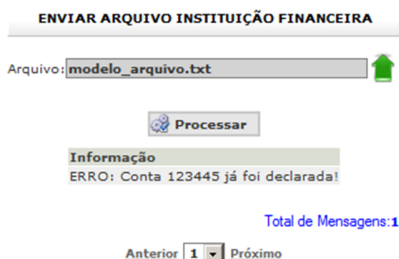 ENVIAR ARQUIVO INSTITUIÇÃO FINANCEIRA
Arquivo: modelo_arquivo.txt
Processar
Informação
ERRO: Conta 123445 já foi declarada!
Total de Mensagens:1
Anterior 1 Próximo